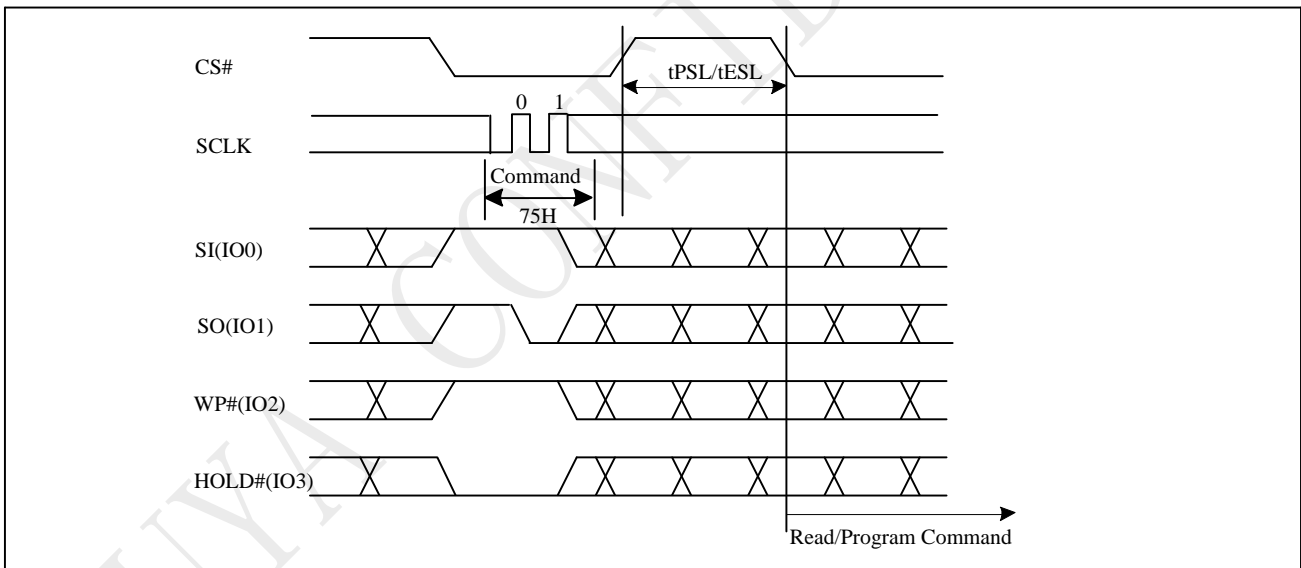 CS#
tPSL/tESL
0 1
SCLK
Command
75H
SI(IO0)
SO(IO1)
WP#(IO2)
HOLD#(IO3)
Read/Program Command